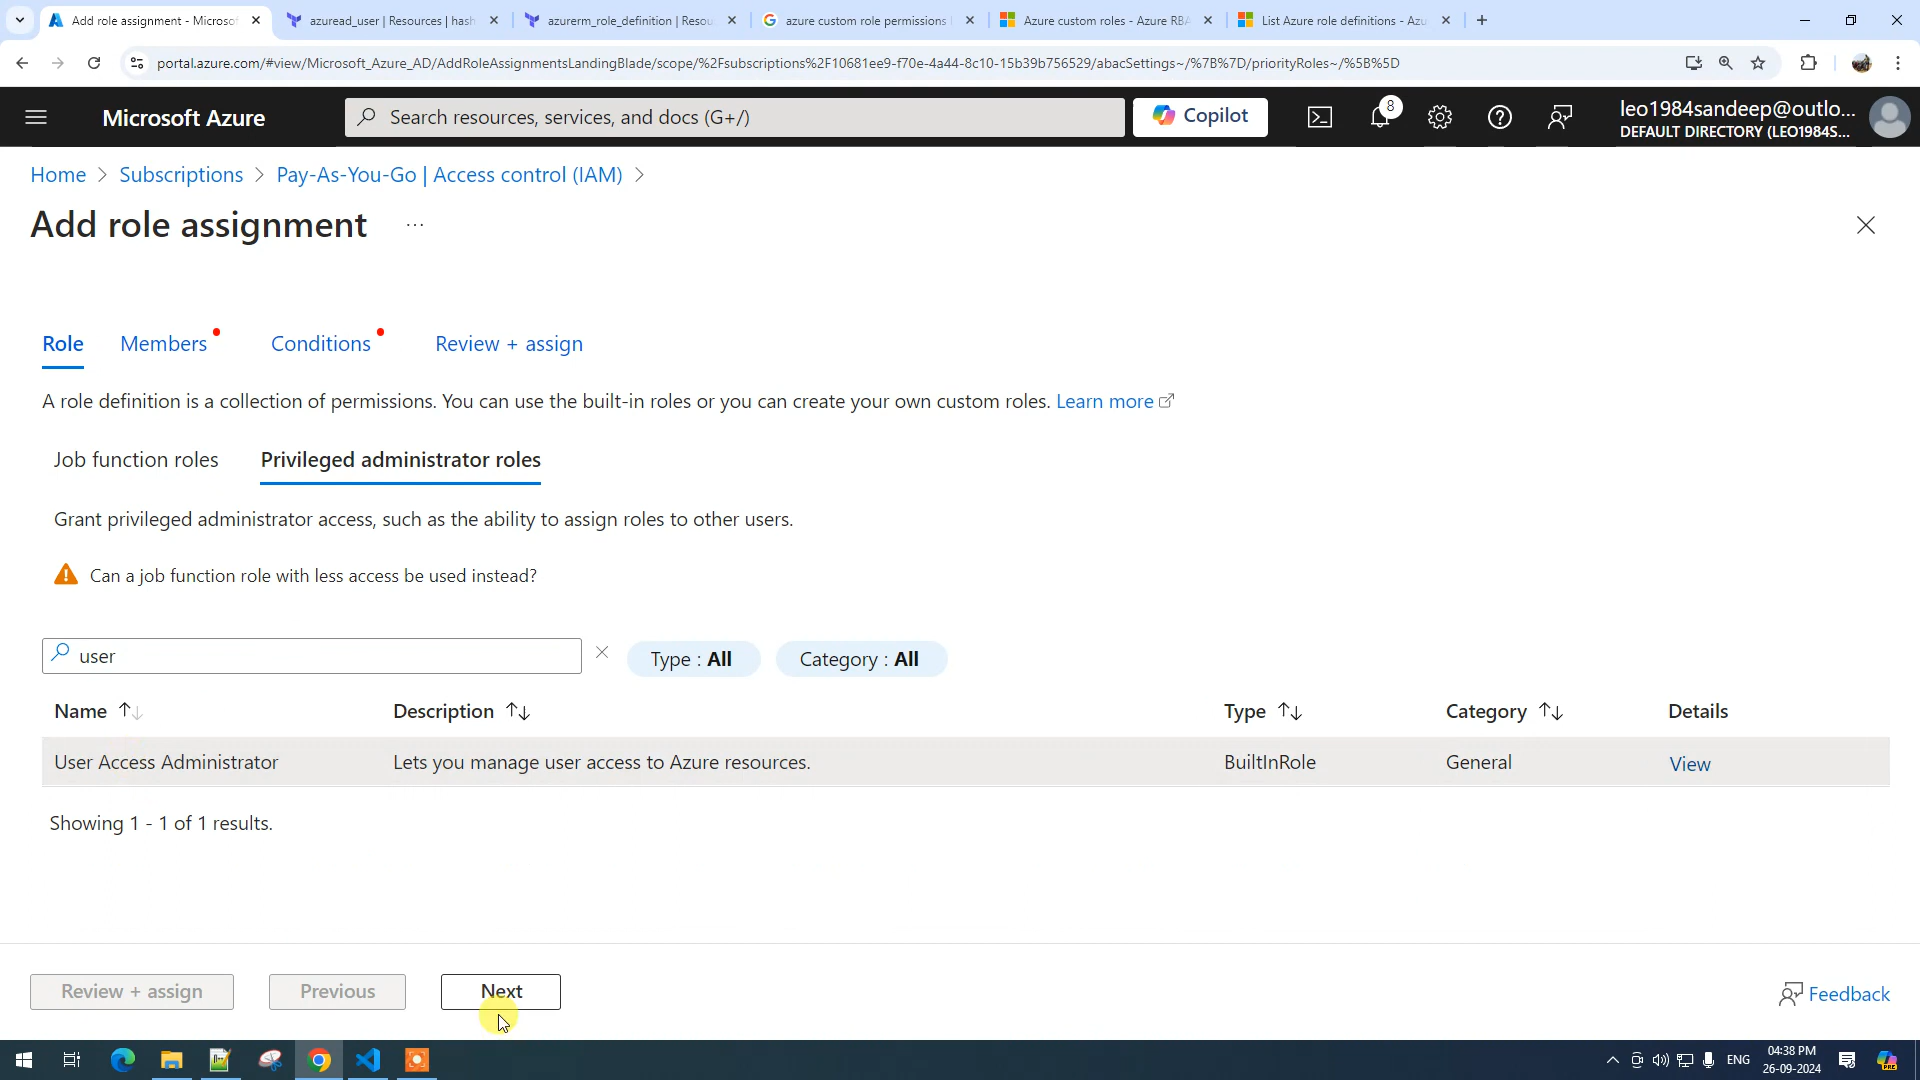 Add role assignment - Microsof
azuread_user | Resources | hash
azurerm_role_definition | Resou
azure custom role permissions
Azure custom roles - Azure RBA
List Azure role definitions - Azu
portal.azure.com/#view/Microsoft_Azure_AD/AddRoleAssignmentsLandingBlade/scope/%2Fsubscriptions%2F10681ee9-f70e-4a44-8c10-15b39b756529/abacSettings~/%7B%7D/priorityRoles~/%5B%5D
Microsoft Azure
Search resources, services, and docs (G+/)
Copilot
8
leo1984sandeep@outlo...
DEFAULT DIRECTORY (LEO1984S...
Home > Subscriptions > Pay-As-You-Go | Access control (IAM) >
Add role assignment ...
Role Members Conditions Review + assign
A role definition is a collection of permissions. You can use the built-in roles or you can create your own custom roles. Learn more
Job function roles Privileged administrator roles
Grant privileged administrator access, such as the ability to assign roles to other users.
Can a job function role with less access be used instead?
user
Type : All
Category : All
Name Description Type Category Details
User Access Administrator Lets you manage user access to Azure resources. BuiltInRole General View
Showing 1 - 1 of 1 results.
Review + assign Previous Next Feedback
ENG
04:38 PM
26-09-2024